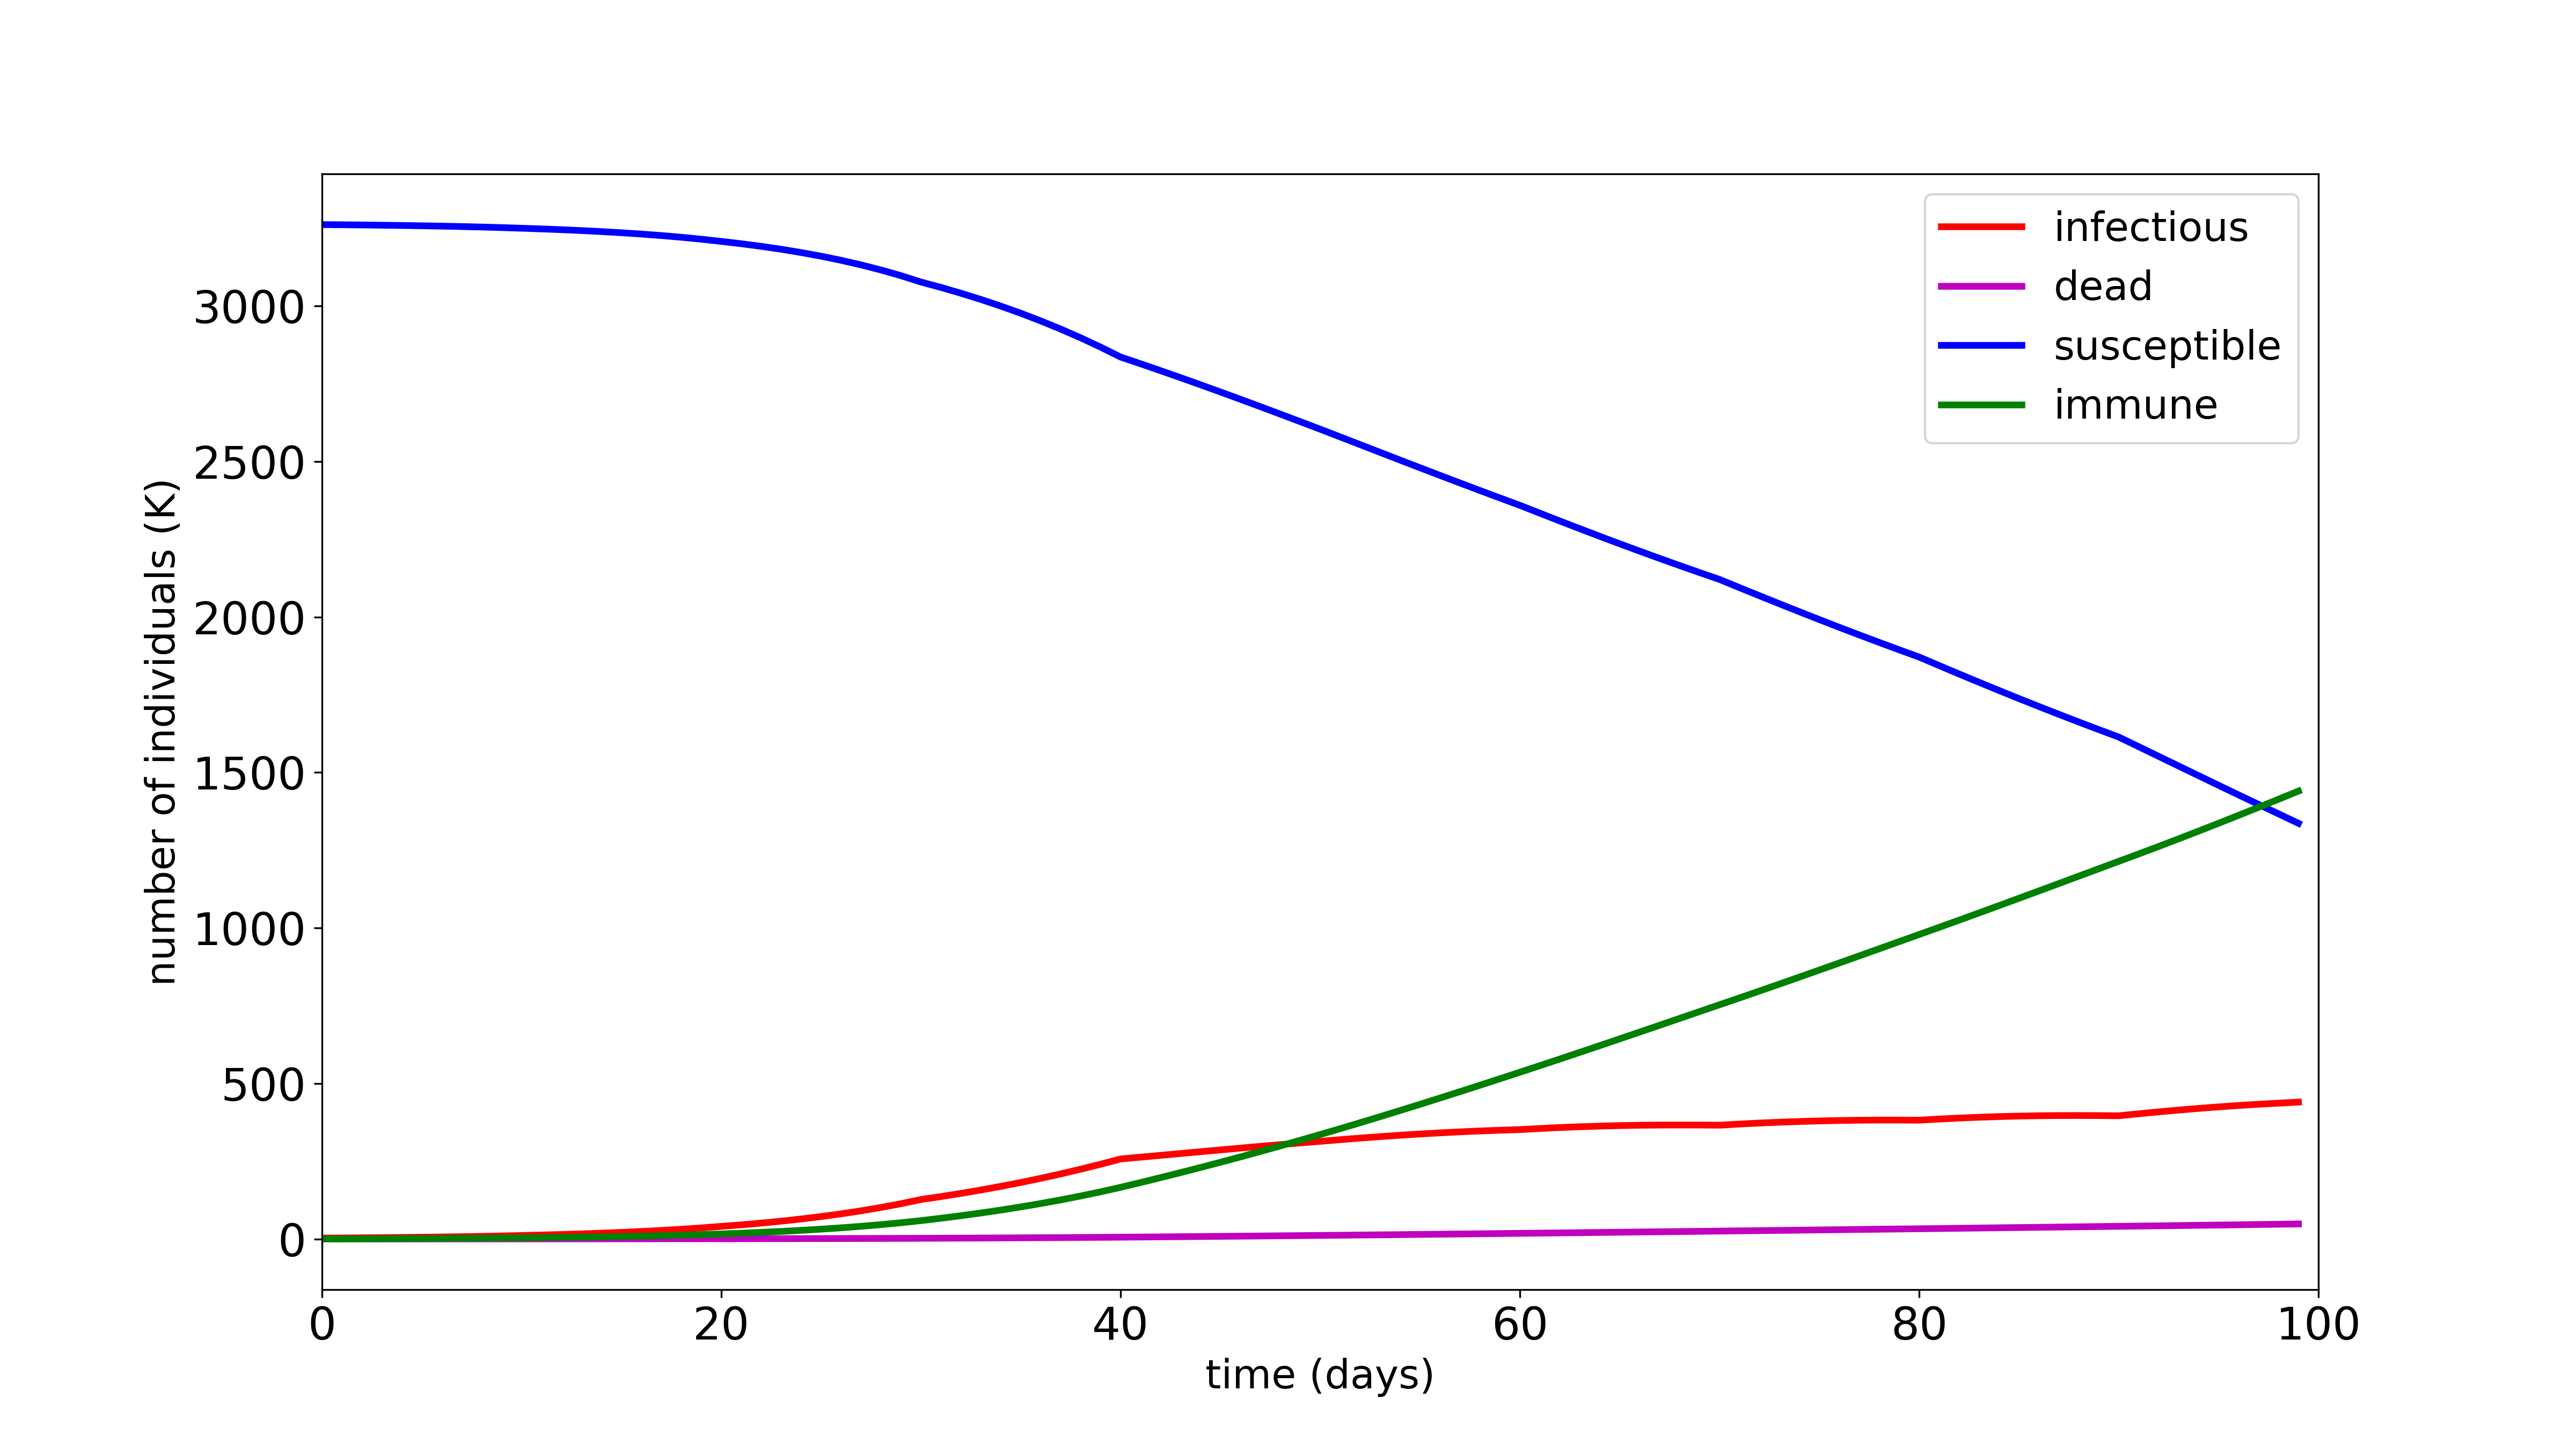 infectious
dead
susceptible
immune
number of individuals (K)
3000
2500
2000
1500
1000
500
0
0 20 40 60 80 100
time (days)